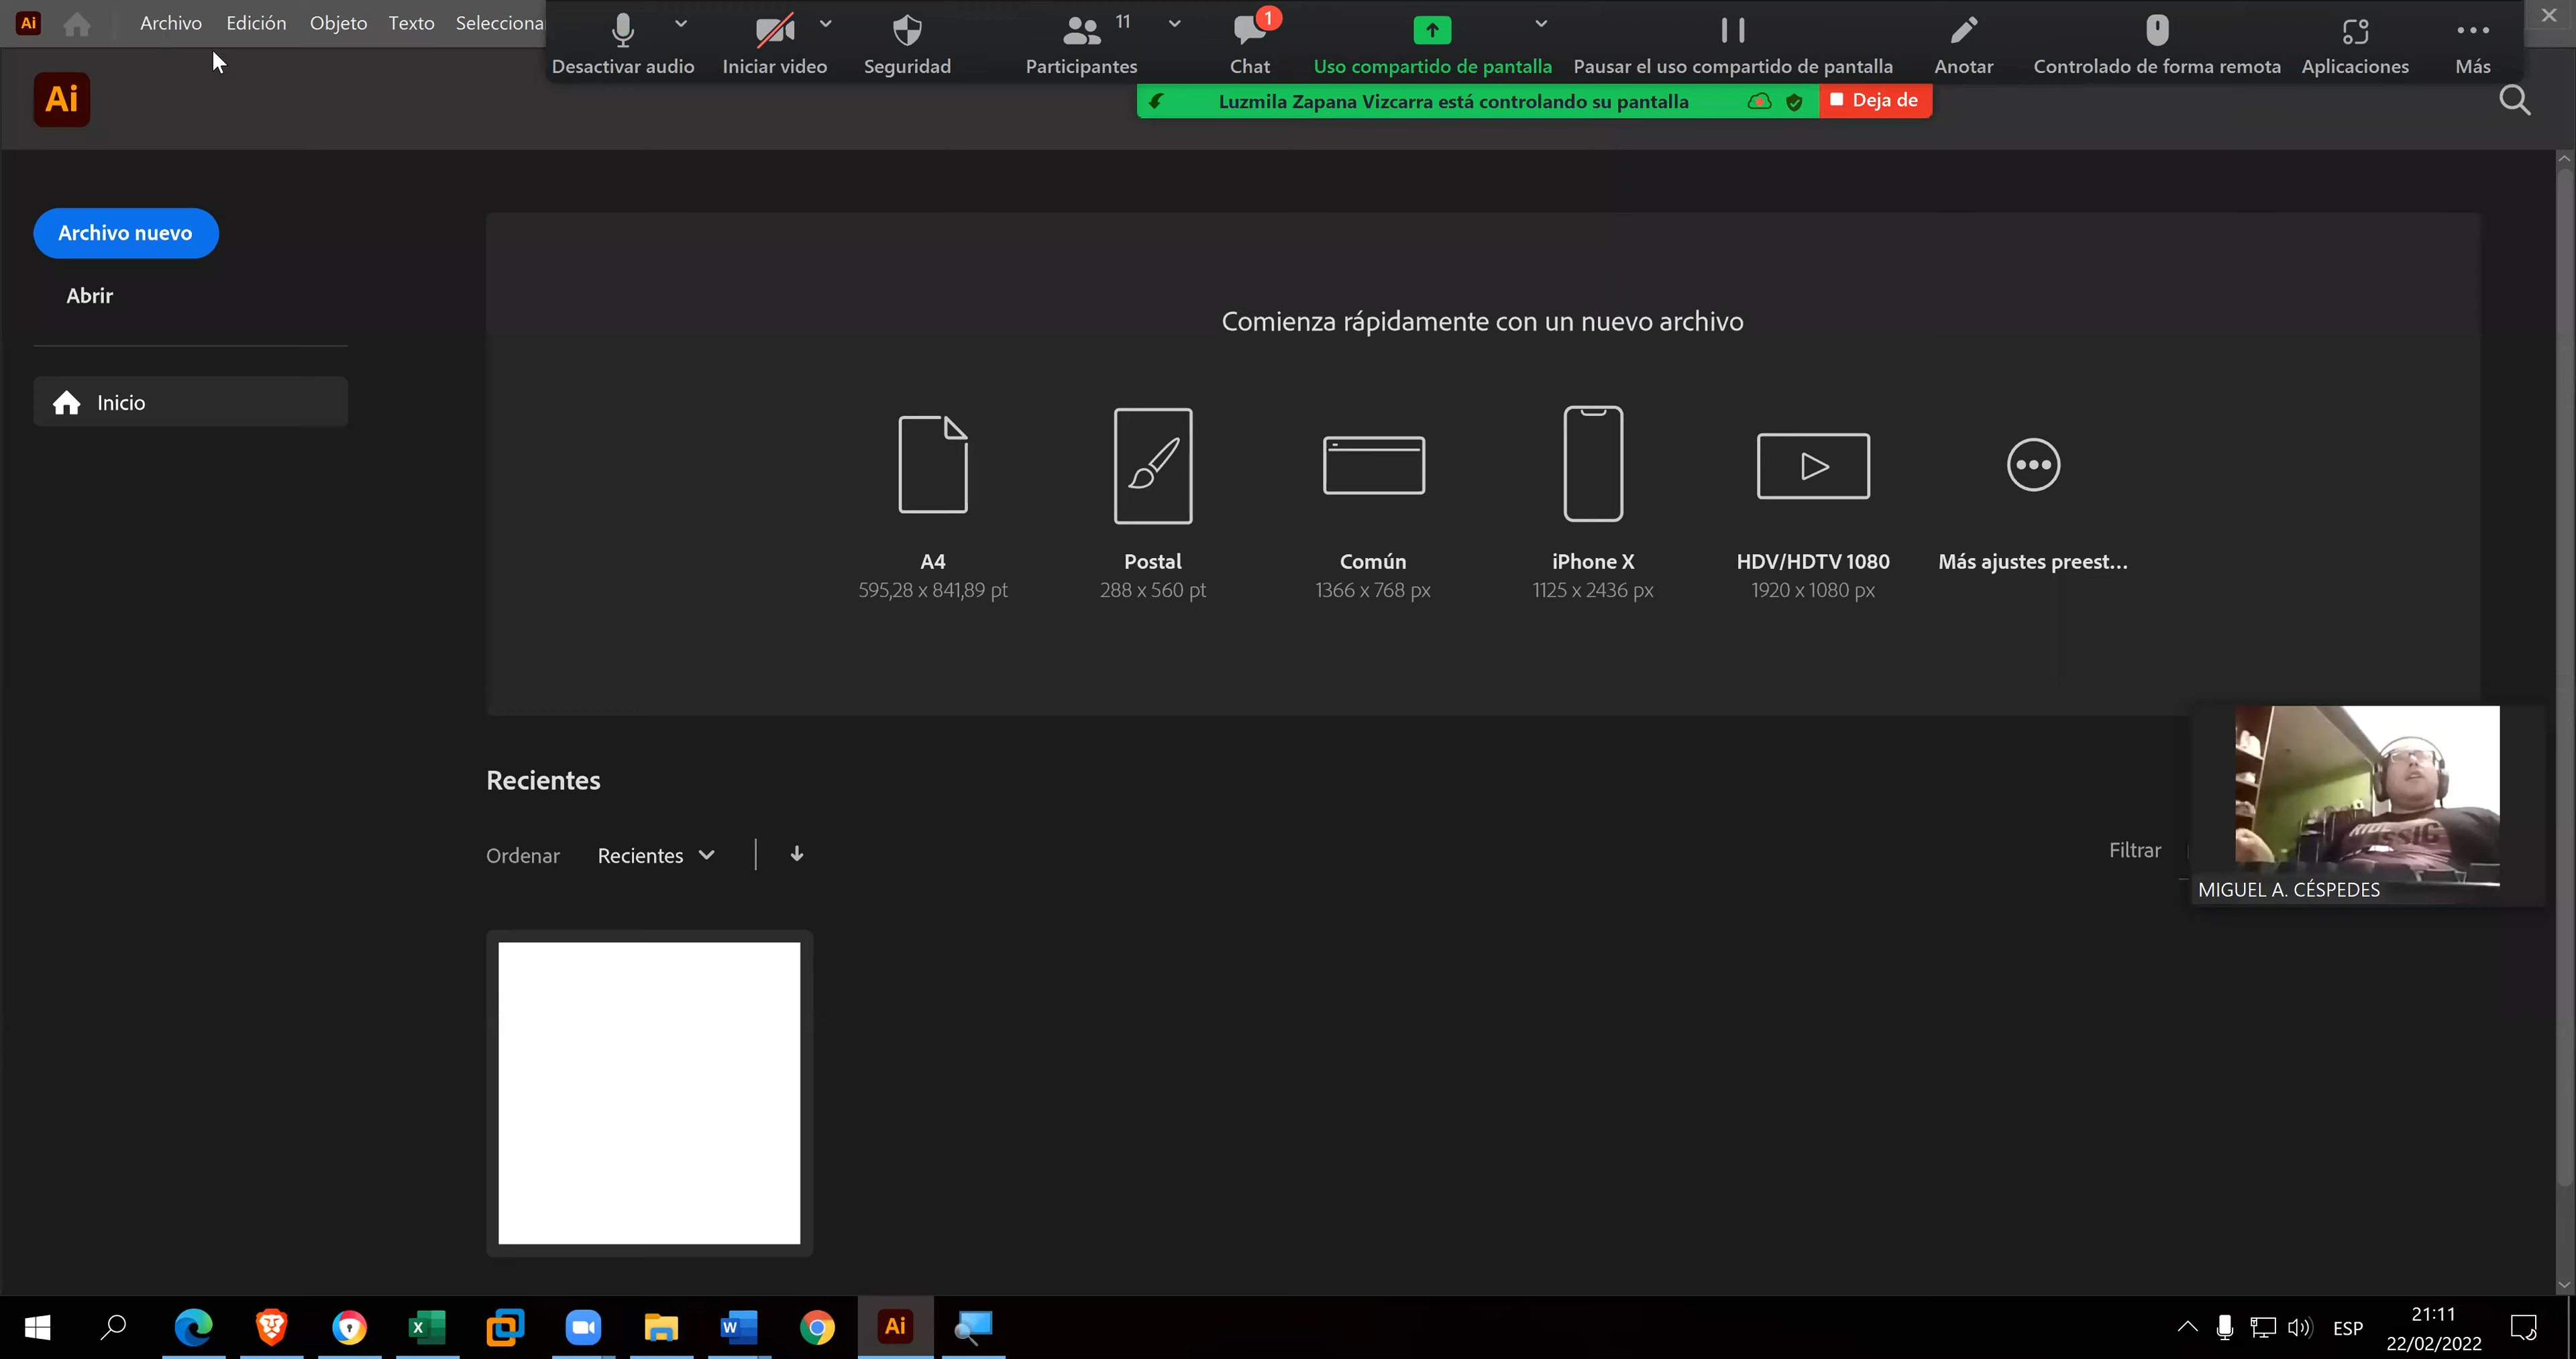 Ai
Archivo Edición Objeto Texto Selecciona
11
1
Desactivar audio
Iniciar video
Seguridad
Participantes
Chat
Uso compartido de pantalla
Pausar el uso compartido de pantalla
Anotar
Controlado de forma remota
Aplicaciones
Más
Luzmila Zapana Vizcarra está controlando su pantalla
Deja de
Ai
Archivo nuevo
Abrir
Inicio
Comienza rápidamente con un nuevo archivo
A4
595,28 x 841,89 pt
Postal
288 x 560 pt
Común
1366 x 768 px
iPhone X
1125 x 2436 px
HDV/HDTV 1080
1920 x 1080 px
Más ajustes preest...
Recientes
Ordenar Recientes
Filtrar
MIGUEL A. CÉSPEDES
X
W
Ai
ESP
21:11
22/02/2022